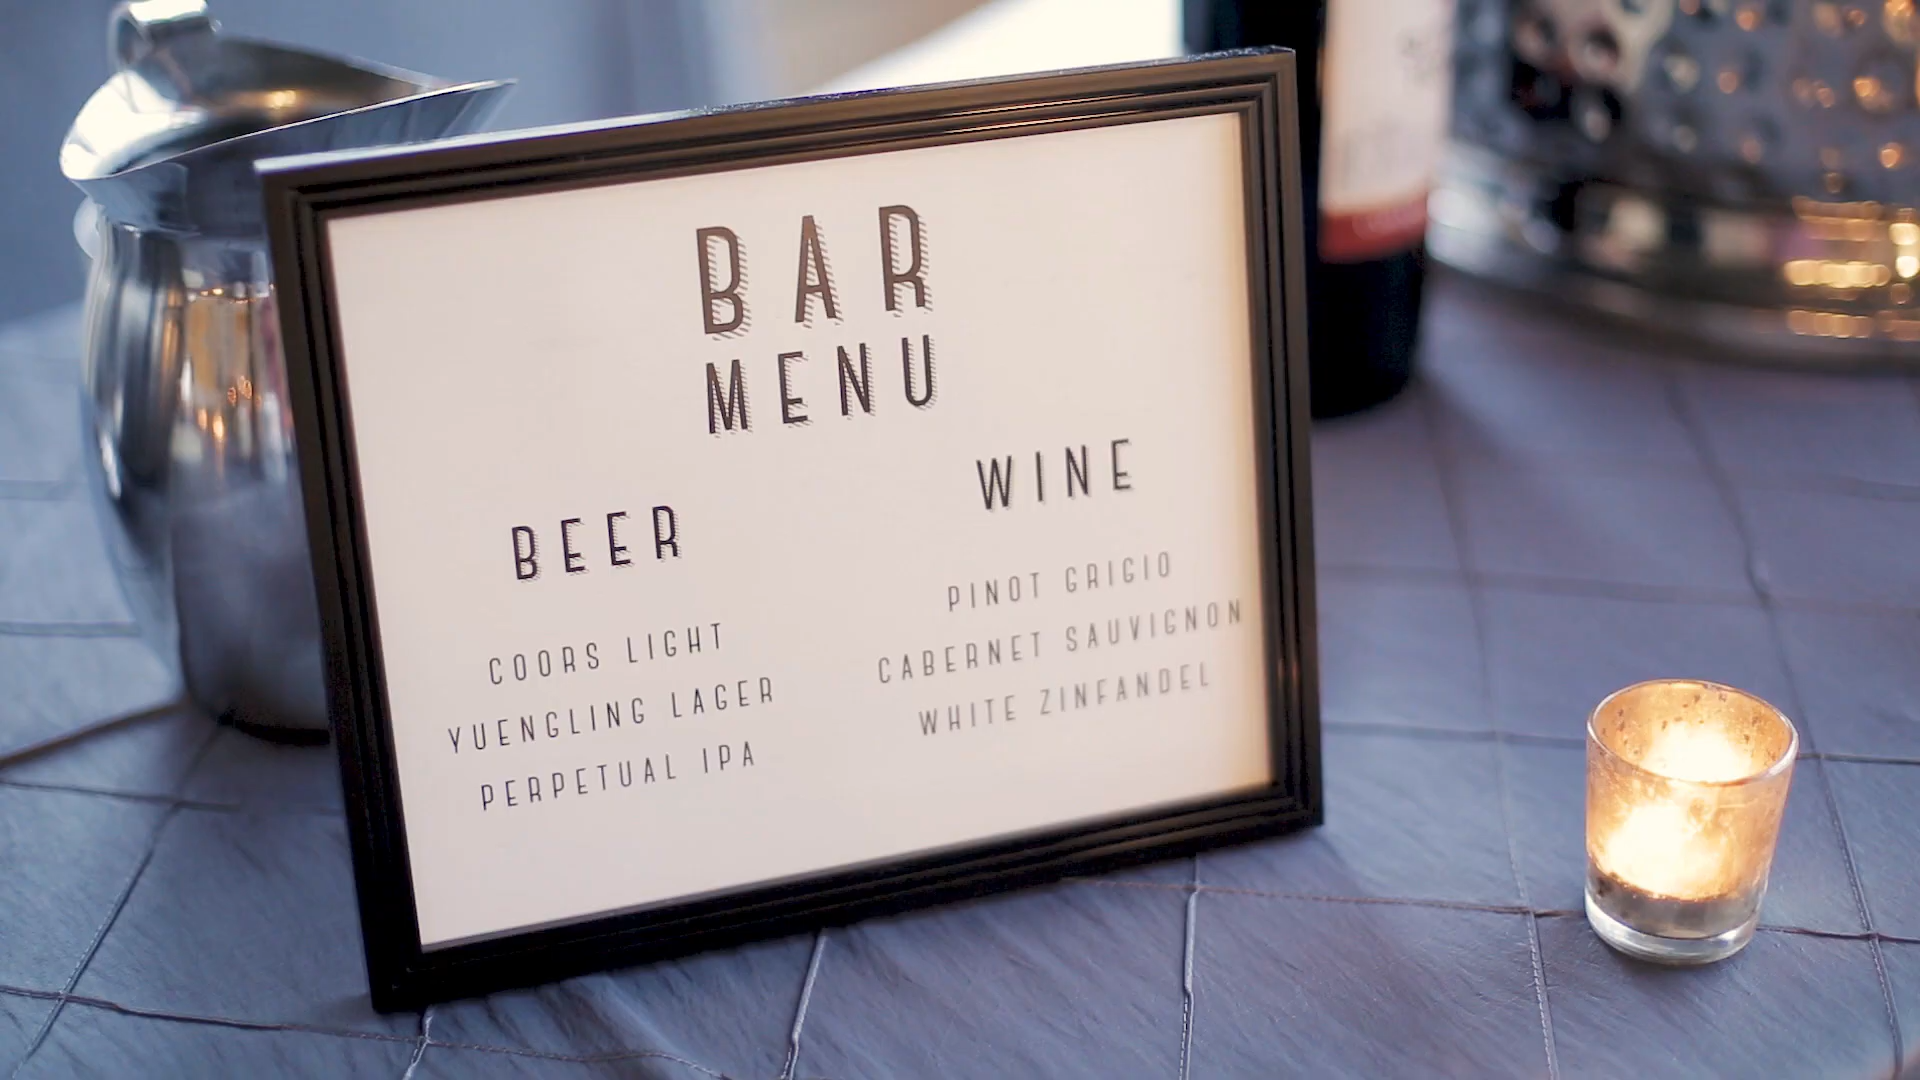 BAR
MENU
BEER
COORS LIGHT
YUENGLING LAGER
PERPETUAL IPA
WINE
PINOT GRIGIO
CABERNET SAUVIGNON
WHITE ZINFANDEL